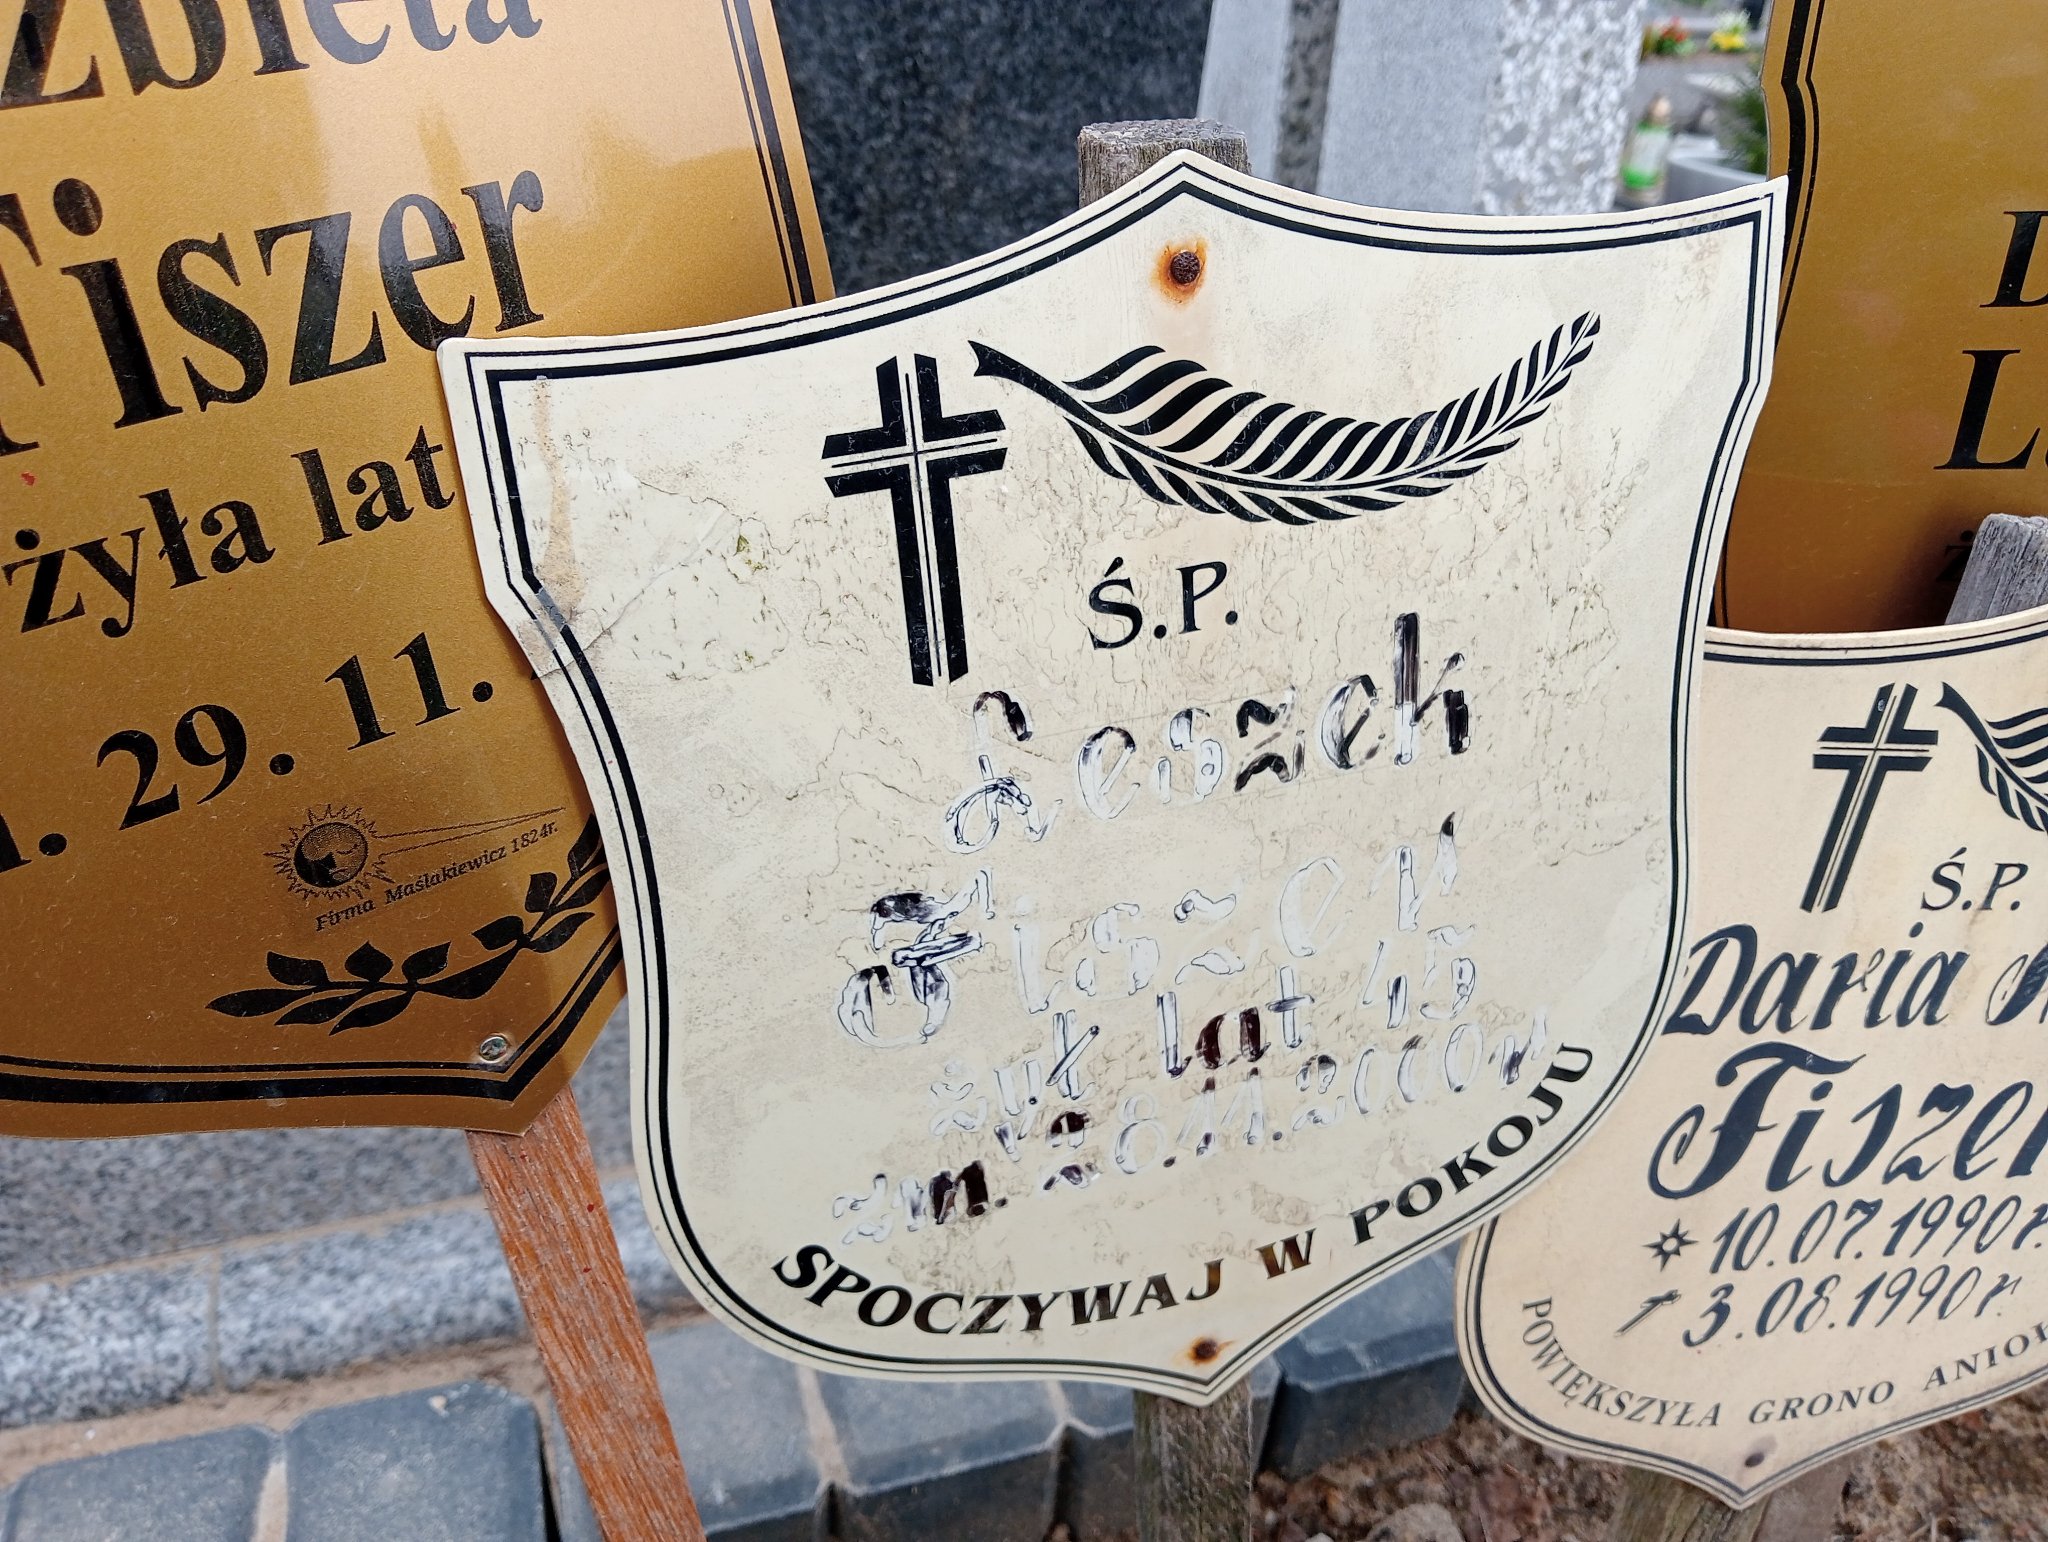 Fiszer
żyła lat
29. 11.
Firma Maślakiewicz 1824r.
Ś.P.
Leszek
Fiszer
żył lat 45
zm. 28.11.2000r
SPOCZYWAJ W POKOJU
Ś.P.
Daria
Fiszer
10.07.1990r.
3.08.1990r.
POWIĘKSZYŁA GRONO